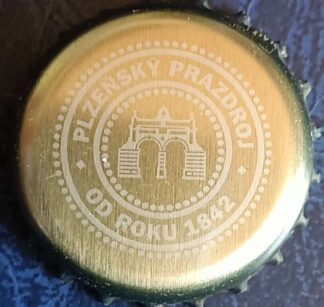 PLZEŇSKÝ PRAZDROJ
OD ROKU 1842